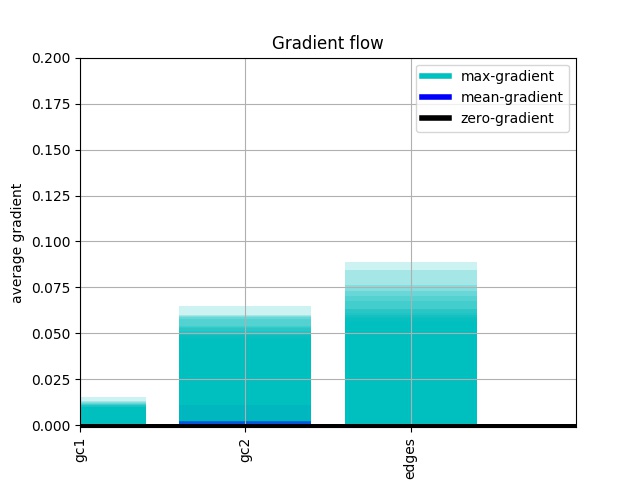 Gradient flow
max-gradient
mean-gradient
zero-gradient
average gradient
0.200
0.175
0.150
0.125
0.100
0.075
0.050
0.025
0.000
gc1
gc2
edges